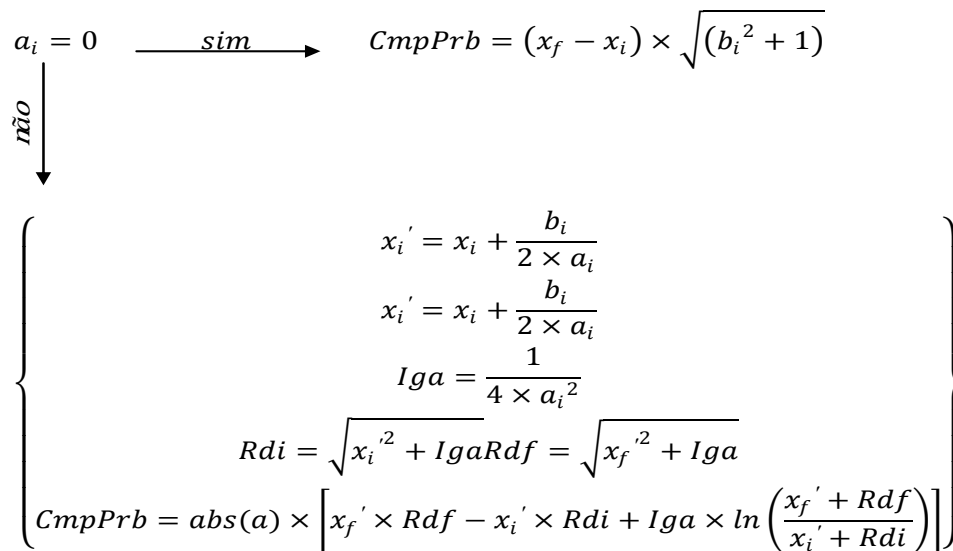 a_i = 0 sim CmpPrb = (x_f − x_i) × √(b_i² + 1)
não
x_i′ = x_i + b_i / (2 × a_i)
x_i′ = x_i + b_i / (2 × a_i)
Iga = 1 / (4 × a_i²)
Rdi = √(x_i′² + Iga) Rdf = √(x_f′² + Iga)
CmpPrb = abs(a) × [x_f′ × Rdf − x_i′ × Rdi + Iga × ln((x_f′ + Rdf) / (x_i′ + Rdi))]